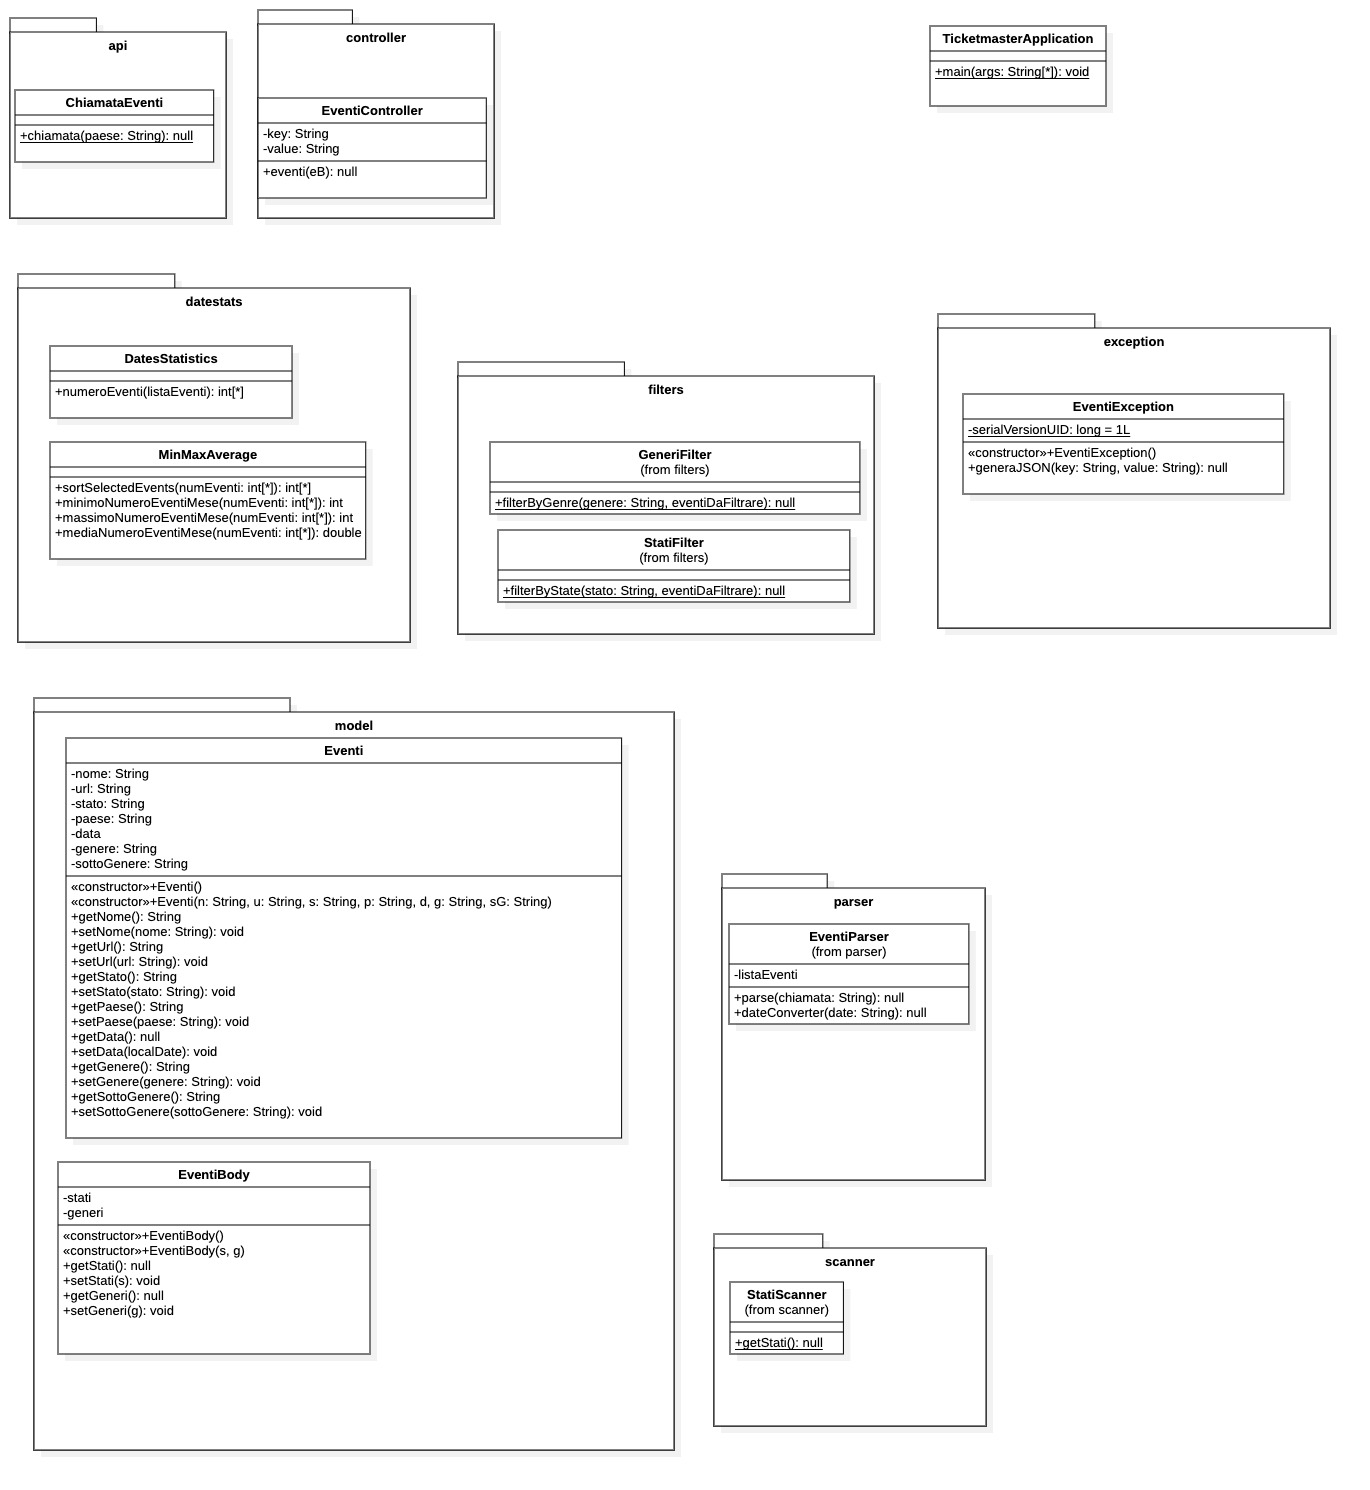 api
ChiamataEventi
+chiamata(paese: String): null
controller
EventiController
-key: String
-value: String
+eventi(eB): null
TicketmasterApplication
+main(args: String[*]): void
datestats
DatesStatistics
+numeroEventi(listaEventi): int[*]
MinMaxAverage
+sortSelectedEvents(numEventi: int[*]): int[*]
+minimoNumeroEventiMese(numEventi: int[*]): int
+massimoNumeroEventiMese(numEventi: int[*]): int
+mediaNumeroEventiMese(numEventi: int[*]): double
filters
GeneriFilter
(from filters)
+filterByGenre(genere: String, eventiDaFiltrare): null
StatiFilter
(from filters)
+filterByState(stato: String, eventiDaFiltrare): null
exception
EventiException
-serialVersionUID: long = 1L
«constructor»+EventiException()
+generaJSON(key: String, value: String): null
model
Eventi
-nome: String
-url: String
-stato: String
-paese: String
-data
-genere: String
-sottoGenere: String
«constructor»+Eventi()
«constructor»+Eventi(n: String, u: String, s: String, p: String, d, g: String, sG: String)
+getNome(): String
+setNome(nome: String): void
+getUrl(): String
+setUrl(url: String): void
+getStato(): String
+setStato(stato: String): void
+getPaese(): String
+setPaese(paese: String): void
+getData(): null
+setData(localDate): void
+getGenere(): String
+setGenere(genere: String): void
+getSottoGenere(): String
+setSottoGenere(sottoGenere: String): void
EventiBody
-stati
-generi
«constructor»+EventiBody()
«constructor»+EventiBody(s, g)
+getStati(): null
+setStati(s): void
+getGeneri(): null
+setGeneri(g): void
parser
EventiParser
(from parser)
-listaEventi
+parse(chiamata: String): null
+dateConverter(date: String): null
scanner
StatiScanner
(from scanner)
+getStati(): null